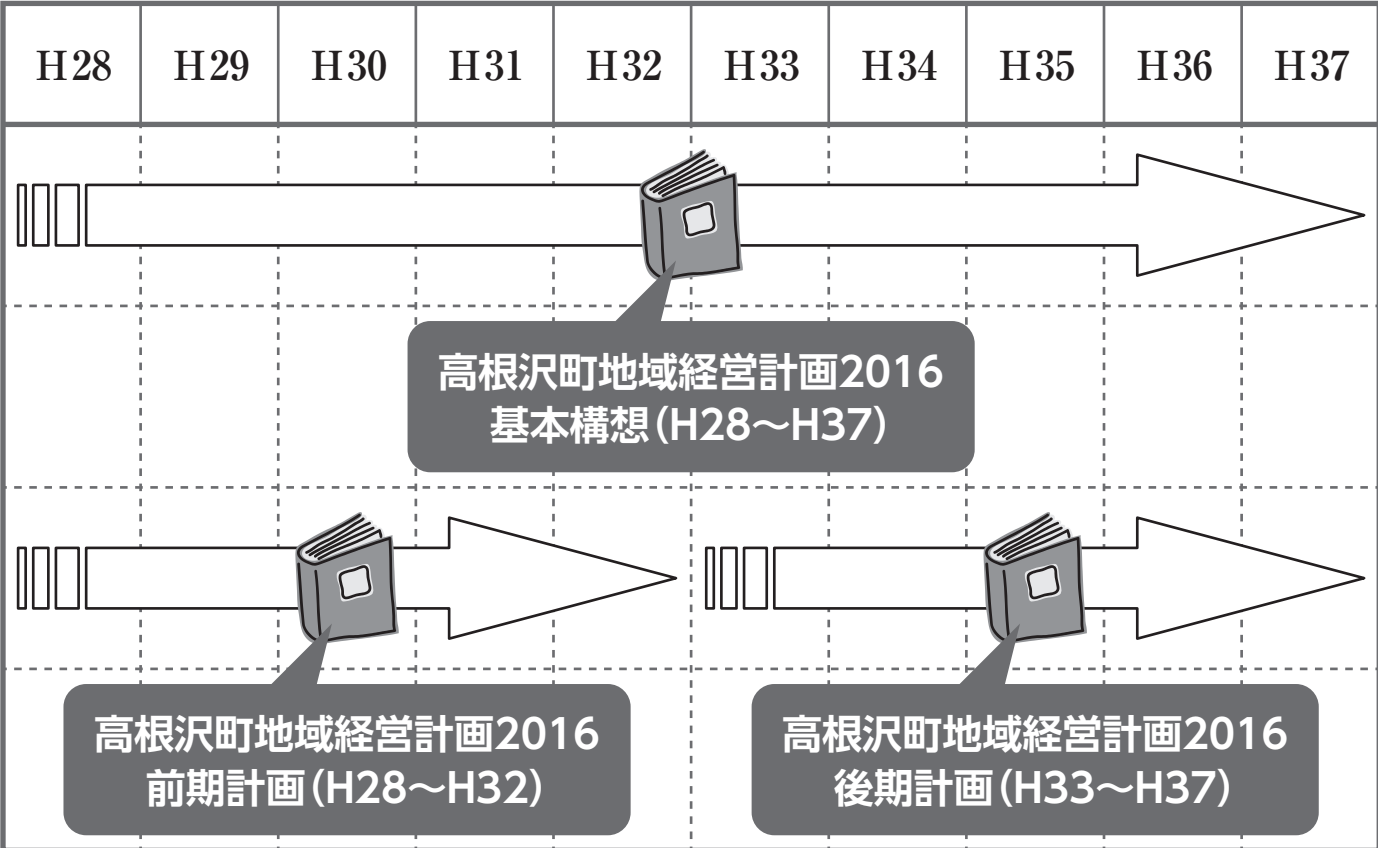 H28 H29 H30 H31 H32 H33 H34 H35 H36 H37
高根沢町地域経営計画2016
基本構想(H28～H37)
高根沢町地域経営計画2016
前期計画(H28～H32)
高根沢町地域経営計画2016
後期計画(H33～H37)